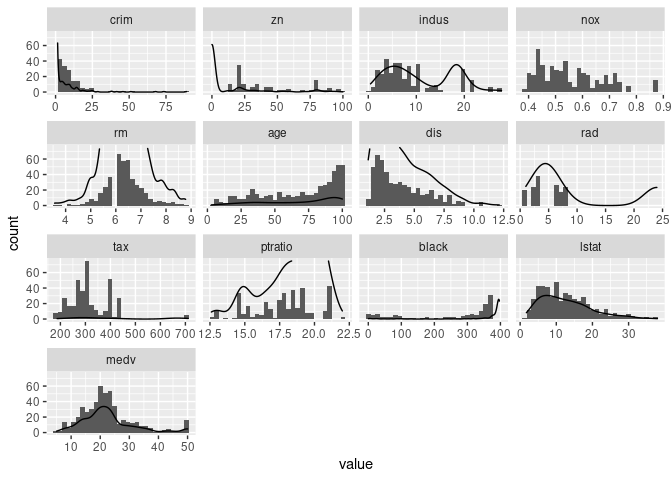 crim zn indus nox
60
40
20
0
0 25 50 75 0 25 50 75 100 0 10 20 0.4 0.5 0.6 0.7 0.8 0.9
rm age dis rad
60
40
20
0
4 5 6 7 8 9 0 25 50 75 100 2.5 5.0 7.5 10.0 12.5 0 5 10 15 20 25
tax ptratio black lstat
60
40
20
0
200 300 400 500 600 700 12.5 15.0 17.5 20.0 22.5 0 100 200 300 400 0 10 20 30
medv
60
40
20
0
10 20 30 40 50
count
value